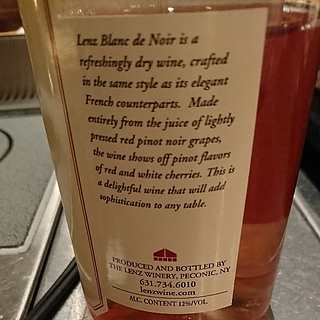 Lenz Blanc de Noir is a
refreshingly dry wine, crafted
in the same style as its elegant
French counterparts. Made
entirely from the juice of lightly
pressed red pinot noir grapes,
the wine shows off pinot flavors
of red and white cherries. This is
a delightful wine that will add
sophistication to any table.
PRODUCED AND BOTTLED BY
THE LENZ WINERY, PECONIC, NY
631.734.6010
lenzwine.com
ALC. CONTENT 12%/VOL